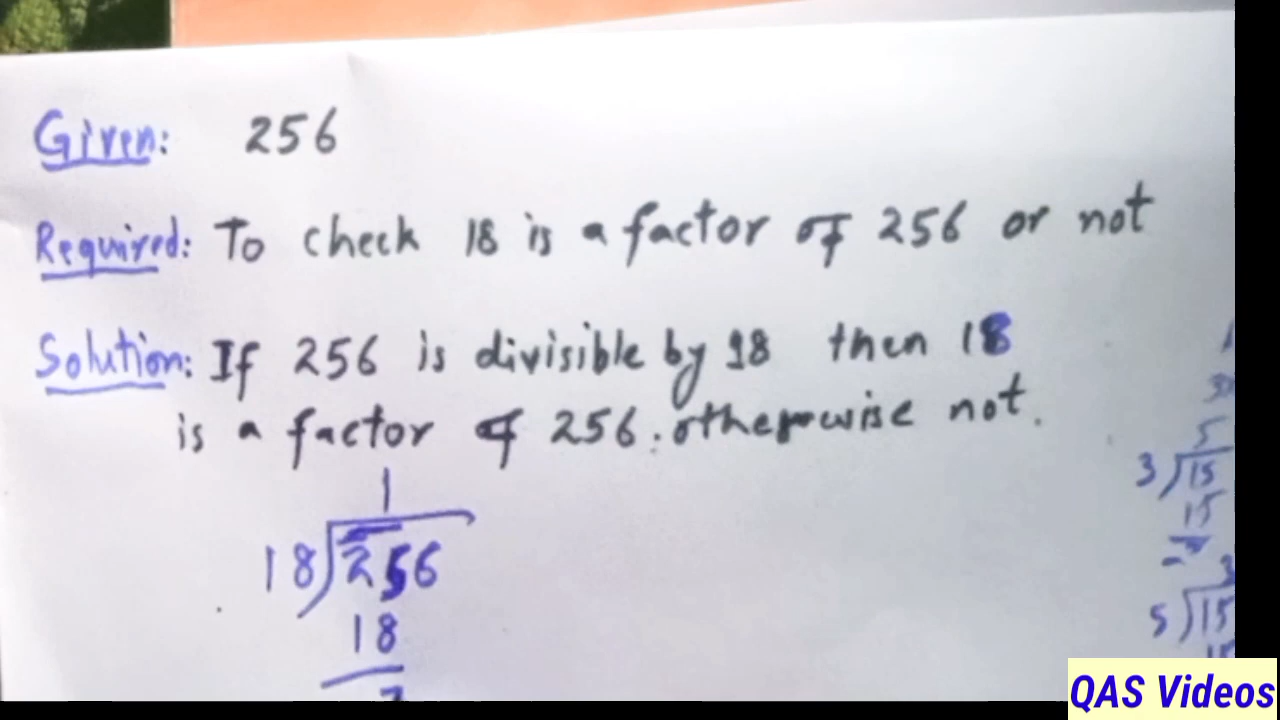 Given: 256
Required: To check 18 is a factor of 256 or not
Solution: If 256 is divisible by 18 then 18
is a factor of 256. otherwise not.
1
18)256
18
7
5
3)15
15
5)15
QAS Videos